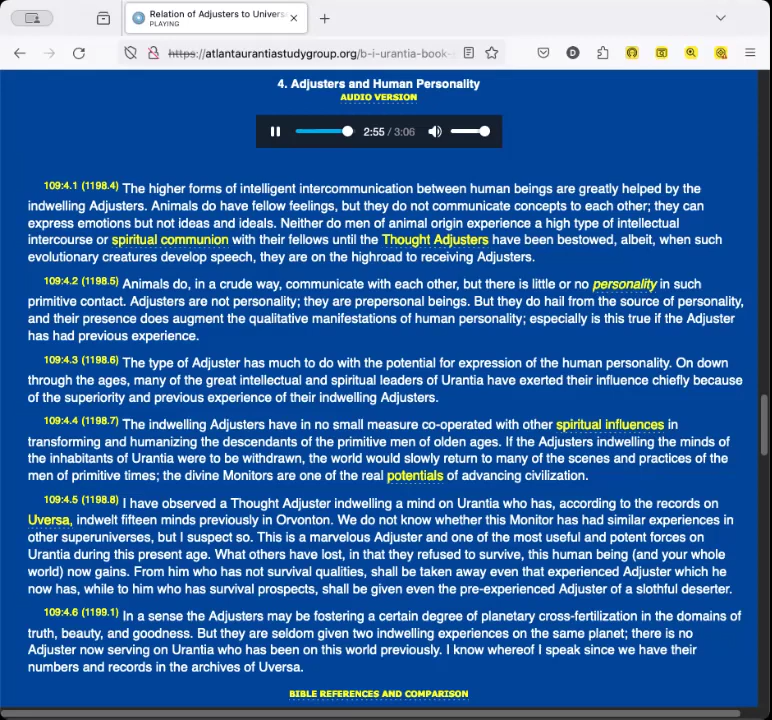 Relation of Adjusters to Univers
PLAYING
https://atlantaurantiastudygroup.org/b-i-urantia-book-
4. Adjusters and Human Personality
AUDIO VERSION
2:55 / 3:06
109:4.1 (1198.4) The higher forms of intelligent intercommunication between human beings are greatly helped by the
indwelling Adjusters. Animals do have fellow feelings, but they do not communicate concepts to each other; they can
express emotions but not ideas and ideals. Neither do men of animal origin experience a high type of intellectual
intercourse or spiritual communion with their fellows until the Thought Adjusters have been bestowed, albeit, when such
evolutionary creatures develop speech, they are on the highroad to receiving Adjusters.
109:4.2 (1198.5) Animals do, in a crude way, communicate with each other, but there is little or no personality in such
primitive contact. Adjusters are not personality; they are prepersonal beings. But they do hail from the source of personality,
and their presence does augment the qualitative manifestations of human personality; especially is this true if the Adjuster
has had previous experience.
109:4.3 (1198.6) The type of Adjuster has much to do with the potential for expression of the human personality. On down
through the ages, many of the great intellectual and spiritual leaders of Urantia have exerted their influence chiefly because
of the superiority and previous experience of their indwelling Adjusters.
109:4.4 (1198.7) The indwelling Adjusters have in no small measure co-operated with other spiritual influences in
transforming and humanizing the descendants of the primitive men of olden ages. If the Adjusters indwelling the minds of
the inhabitants of Urantia were to be withdrawn, the world would slowly return to many of the scenes and practices of the
men of primitive times; the divine Monitors are one of the real potentials of advancing civilization.
109:4.5 (1198.8) I have observed a Thought Adjuster indwelling a mind on Urantia who has, according to the records on
Uversa, indwelt fifteen minds previously in Orvonton. We do not know whether this Monitor has had similar experiences in
other superuniverses, but I suspect so. This is a marvelous Adjuster and one of the most useful and potent forces on
Urantia during this present age. What others have lost, in that they refused to survive, this human being (and your whole
world) now gains. From him who has not survival qualities, shall be taken away even that experienced Adjuster which he
now has, while to him who has survival prospects, shall be given even the pre-experienced Adjuster of a slothful deserter.
109:4.6 (1199.1) In a sense the Adjusters may be fostering a certain degree of planetary cross-fertilization in the domains of
truth, beauty, and goodness. But they are seldom given two indwelling experiences on the same planet; there is no
Adjuster now serving on Urantia who has been on this world previously. I know whereof I speak since we have their
numbers and records in the archives of Uversa.
BIBLE REFERENCES AND COMPARISON